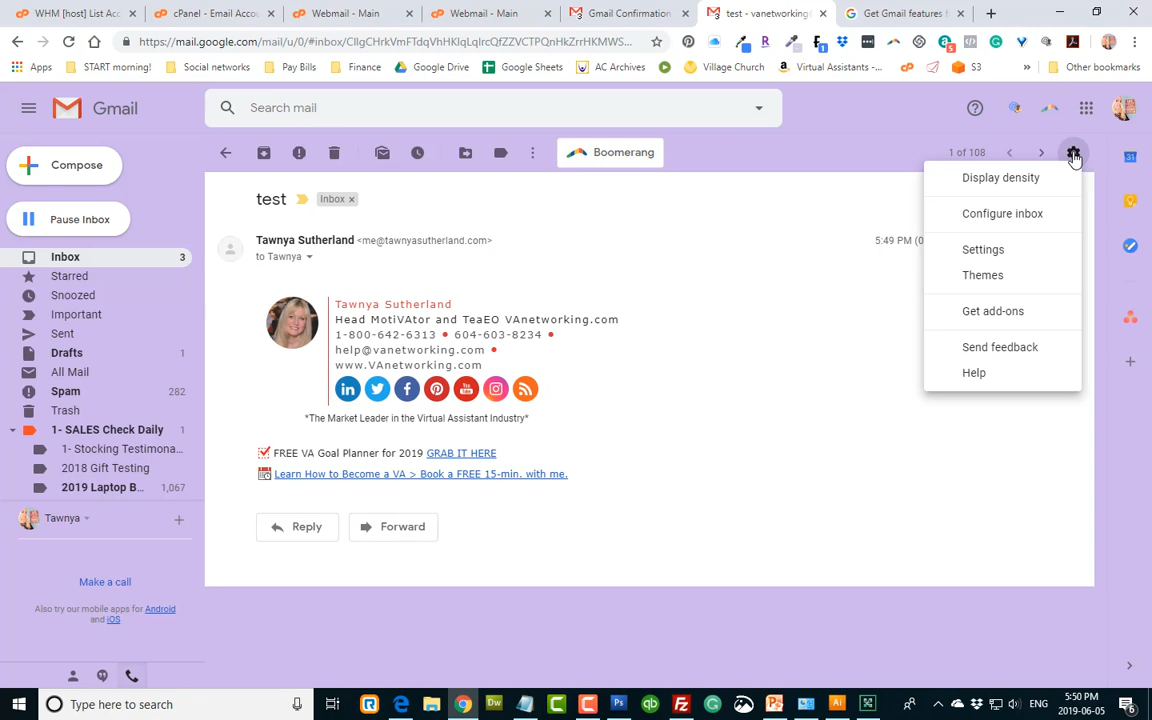 WHM [host] List Acc
cPanel - Email Accou
Webmail - Main
Webmail - Main
Gmail Confirmation
test - vanetworking@
Get Gmail features f
https://mail.google.com/mail/u/0/#inbox/
Apps
START morning!
Social networks
Pay Bills
Finance
Google Drive
Google Sheets
AC Archives
Village Church
Virtual Assistants -...
S3
»
Other bookmarks
Gmail
Search mail
Compose
Boomerang
1 of 108
Pause Inbox
Display density
Configure inbox
Settings
Themes
Get add-ons
Send feedback
Help
Inbox 3
Starred
Snoozed
Important
Sent
Drafts 1
All Mail
Spam 282
Trash
1- SALES Check Daily 1
1- Stocking Testimona...
2018 Gift Testing
2019 Laptop B... 1,067
Tawnya
Make a call
Also try our mobile apps for Android
and iOS
test Inbox x
Tawnya Sutherland <me@tawnyasutherland.com> 5:49 PM (0
to Tawnya
Tawnya Sutherland
Head MotiVAtor and TeaEO VAnetworking.com
1-800-642-6313 • 604-603-8234 •
help@vanetworking.com •
www.VAnetworking.com
*The Market Leader in the Virtual Assistant Industry*
FREE VA Goal Planner for 2019 GRAB IT HERE
Learn How to Become a VA > Book a FREE 15-min. with me.
Reply
Forward
Type here to search
ENG
5:50 PM
2019-06-05
6